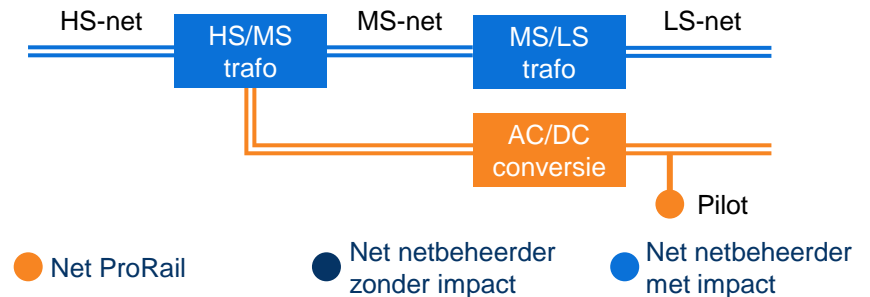 HS-net
MS-net
LS-net
HS/MS
trafo
MS/LS
trafo
AC/DC
conversie
Pilot
Net ProRail
Net netbeheerder
zonder impact
Net netbeheerder
met impact